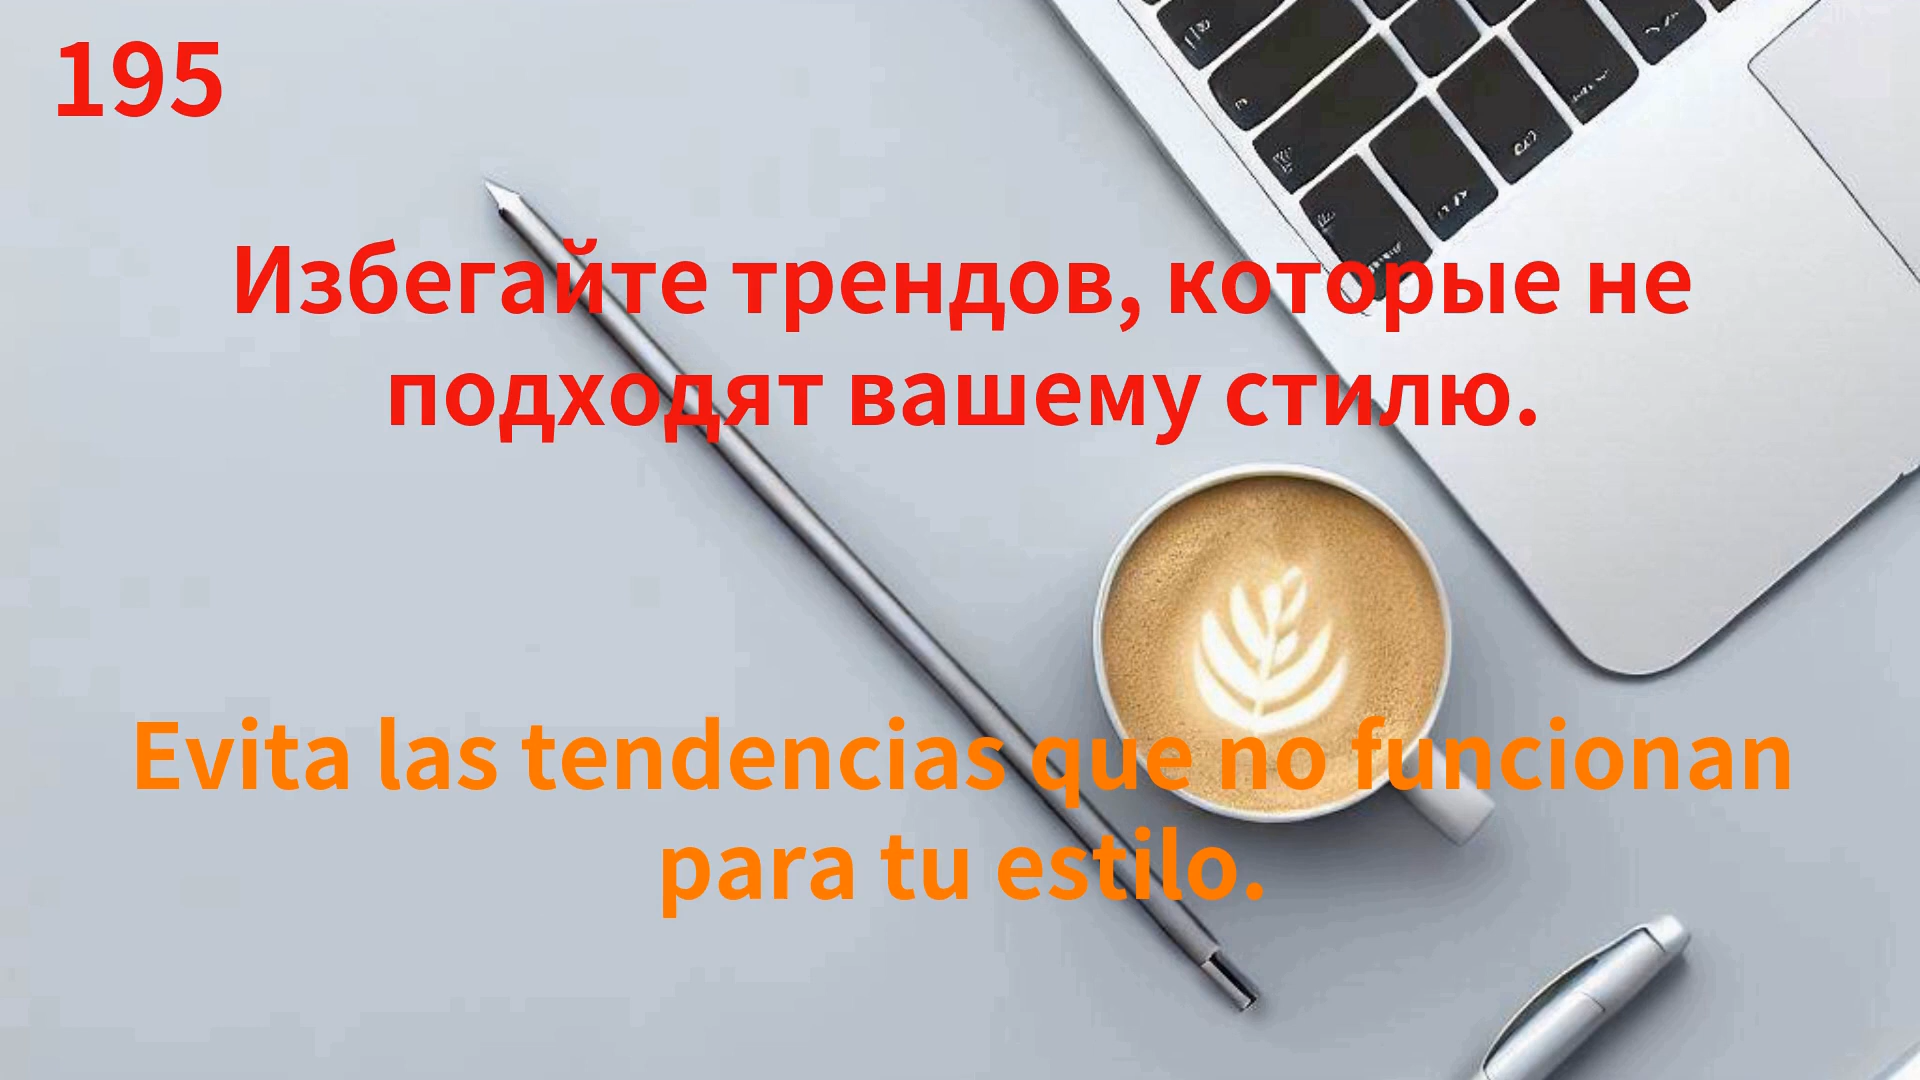 195
Избегайте трендов, которые не
подходят вашему стилю.
Evita las tendencias que no funcionan
para tu estilo.